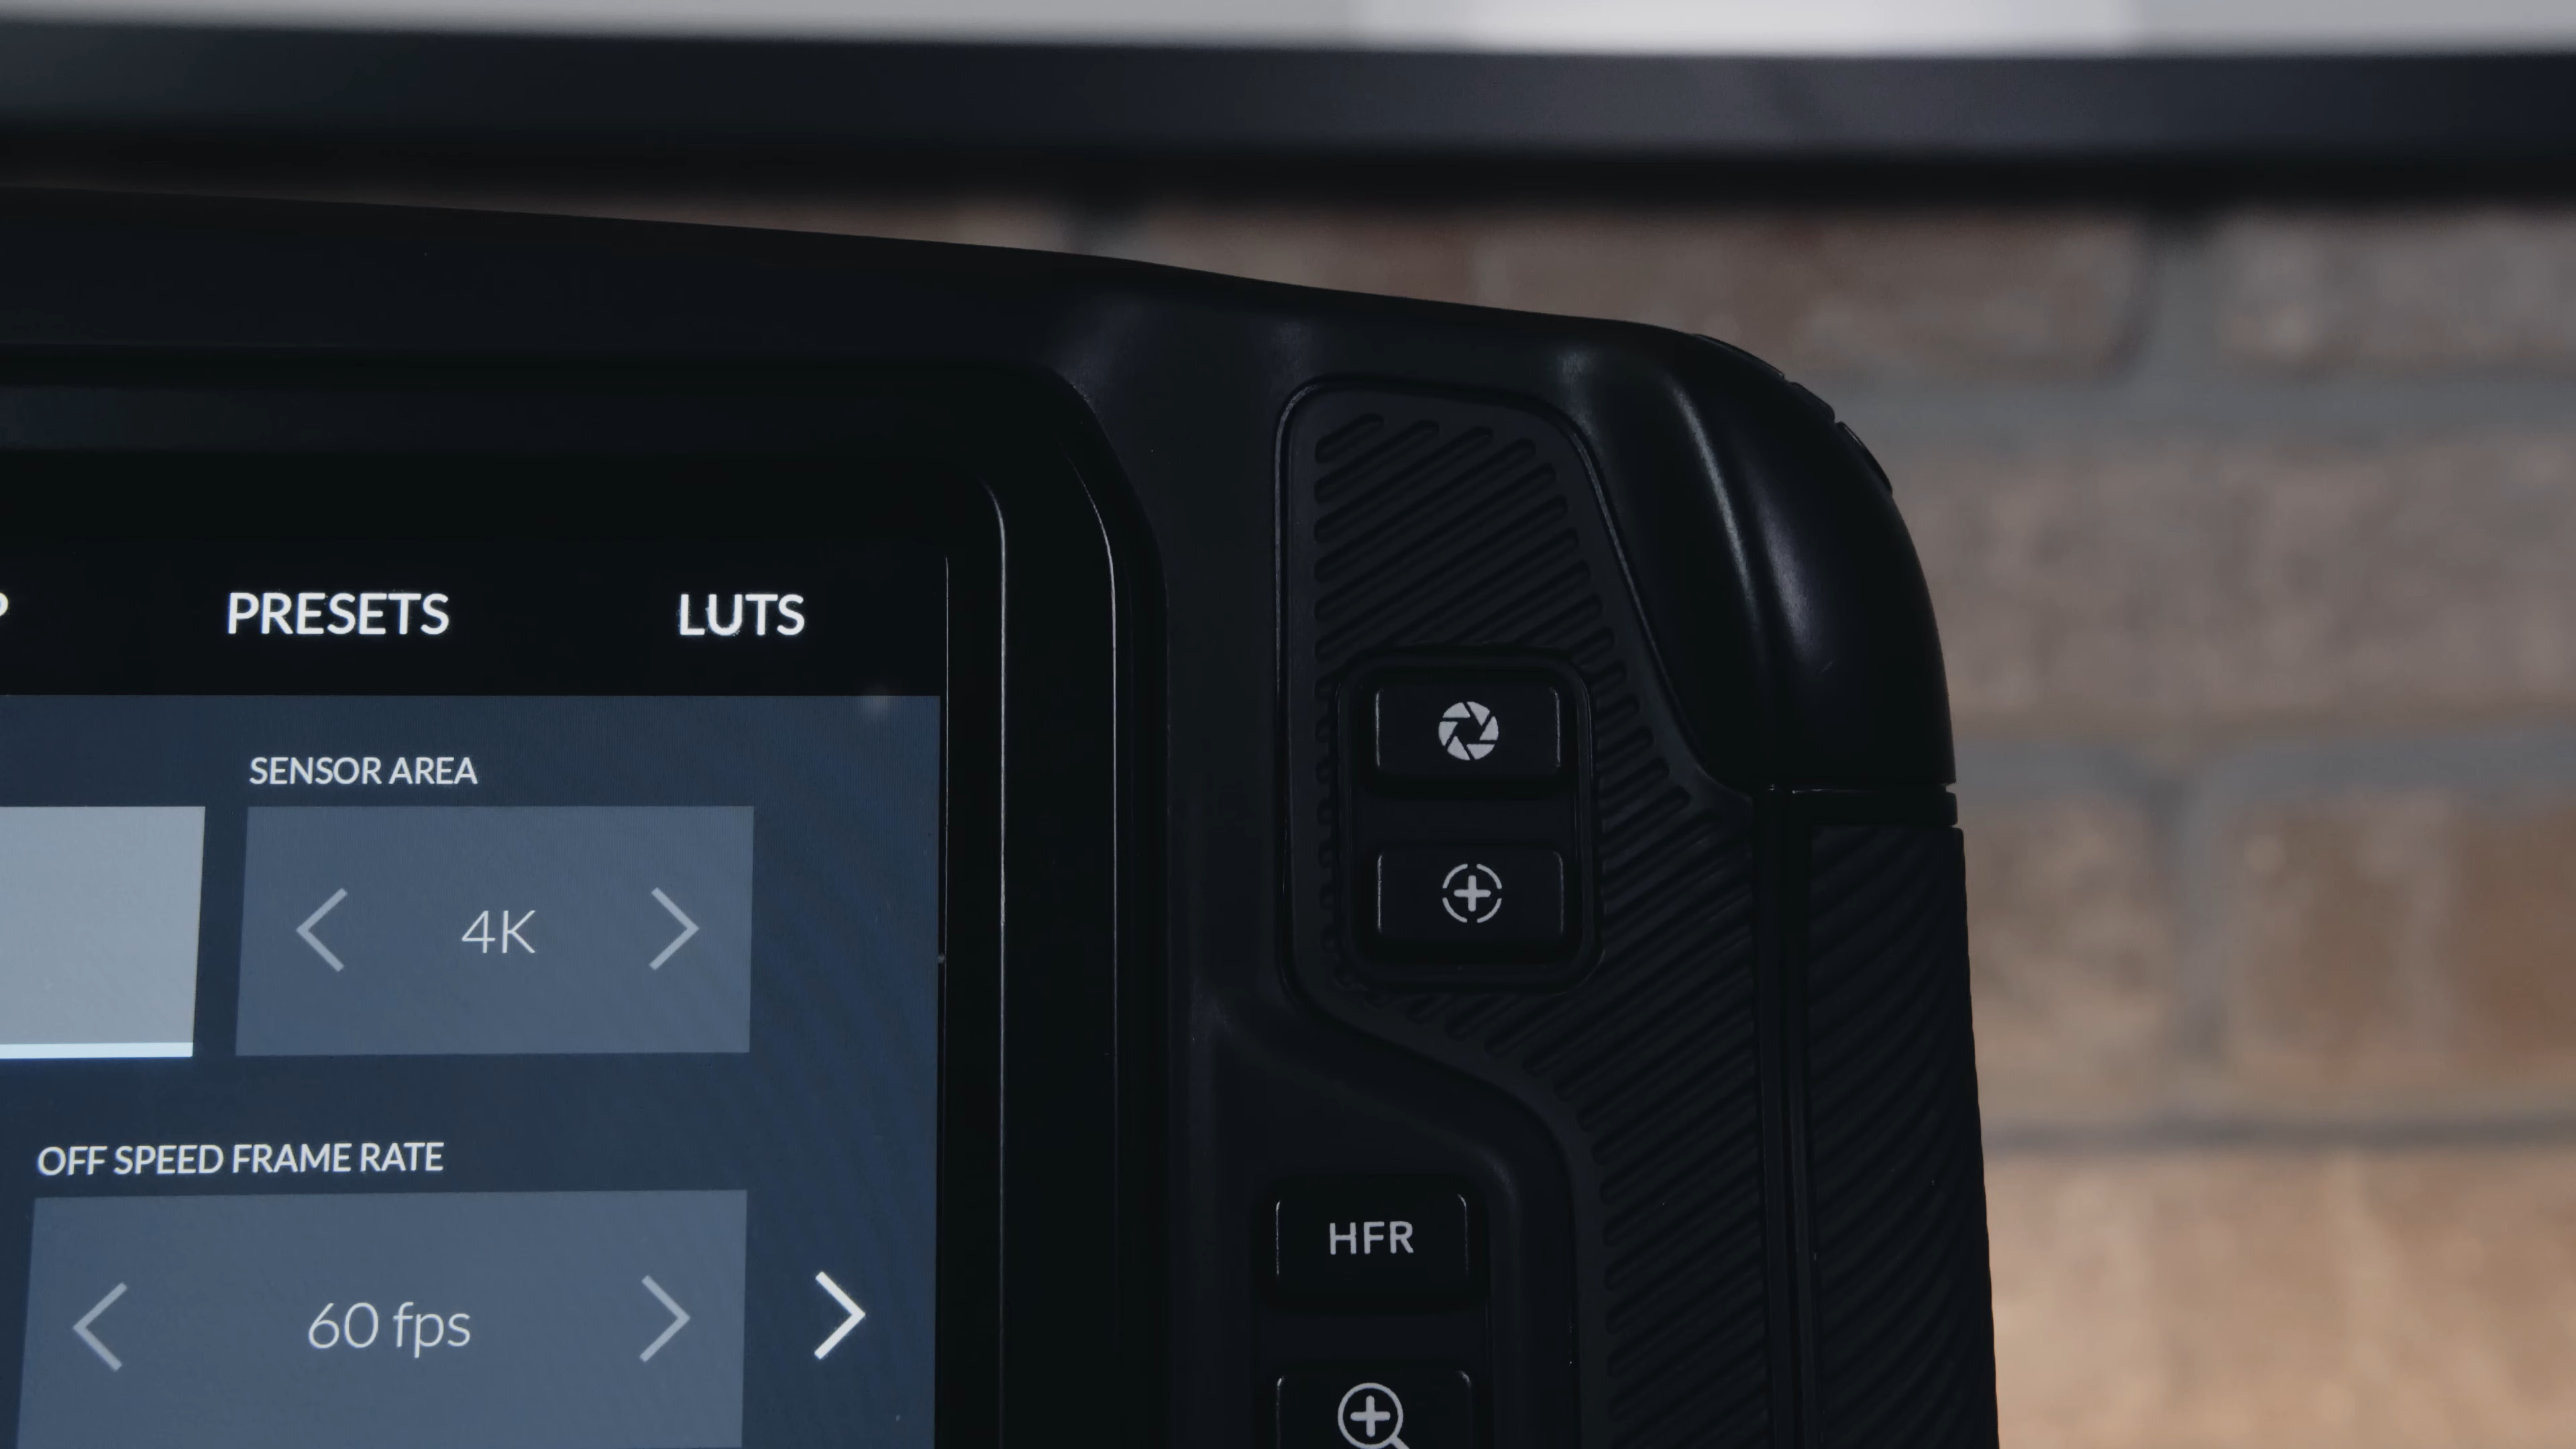 PRESETS LUTS
SENSOR AREA
4K
OFF SPEED FRAME RATE
60 fps
HFR